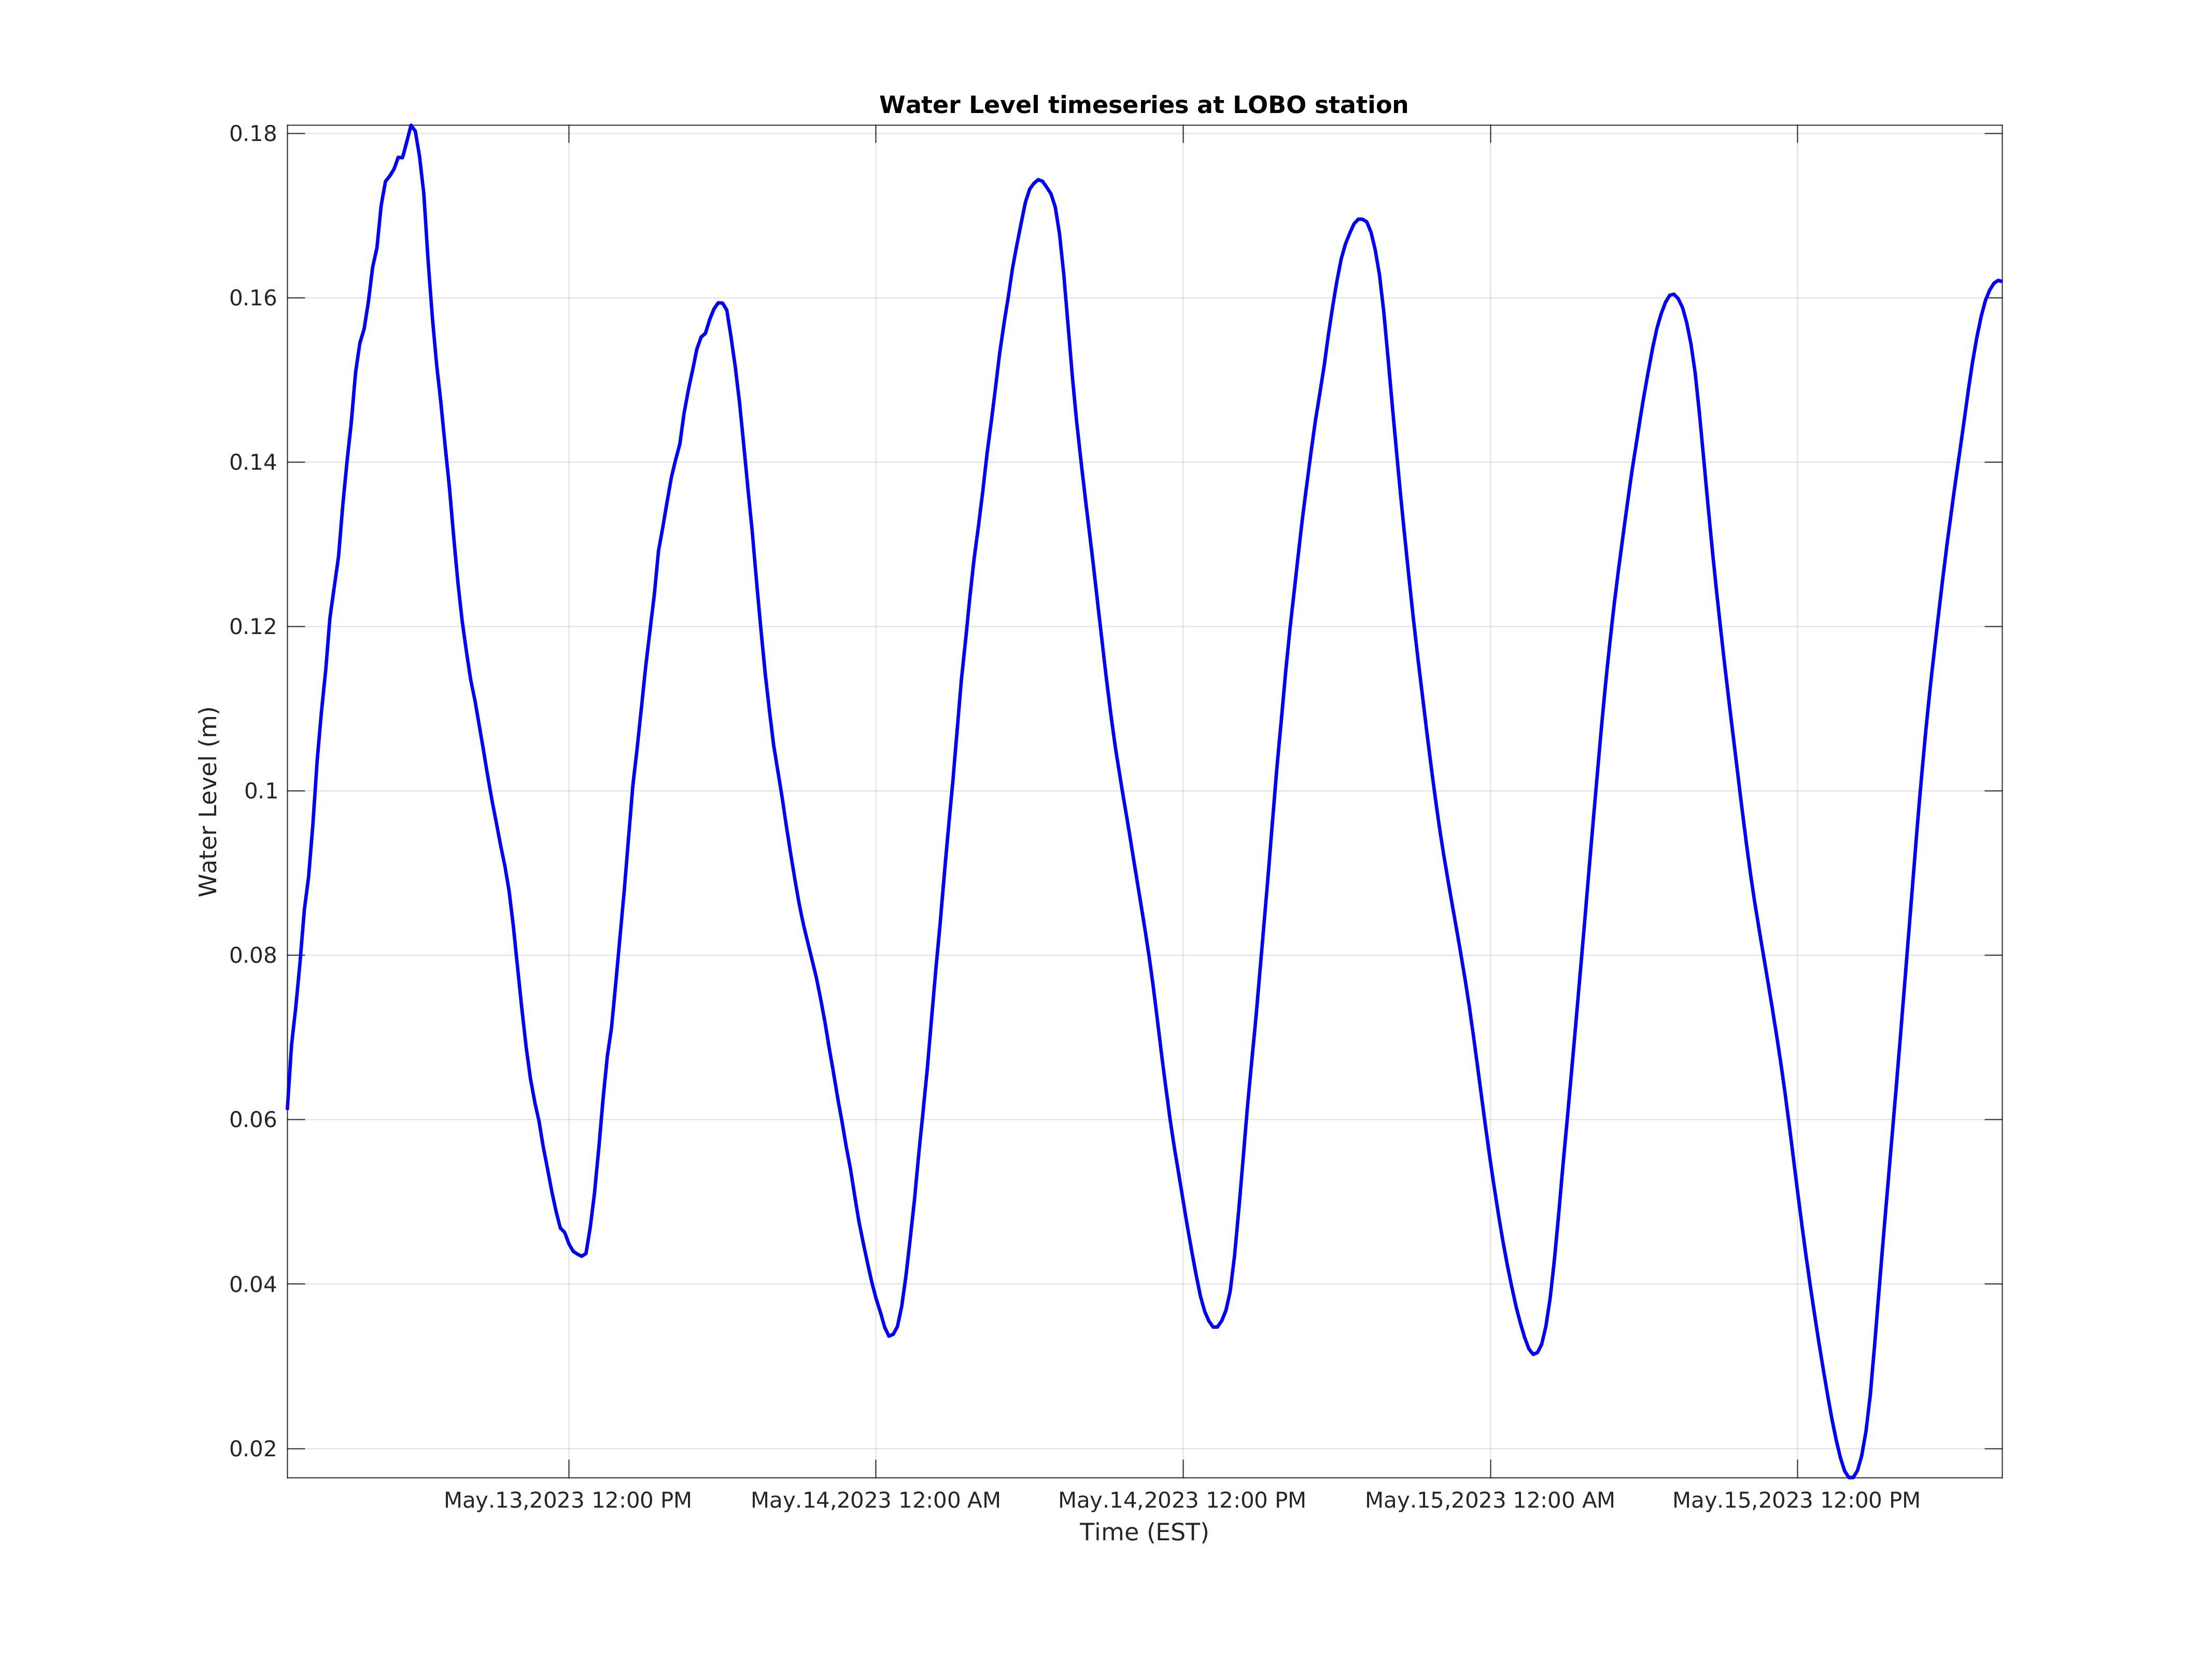 Water Level timeseries at LOBO station
0.18
0.16
0.14
0.12
0.1
0.08
0.06
0.04
0.02
Water Level (m)
May.13,2023 12:00 PM
May.14,2023 12:00 AM
May.14,2023 12:00 PM
May.15,2023 12:00 AM
May.15,2023 12:00 PM
Time (EST)